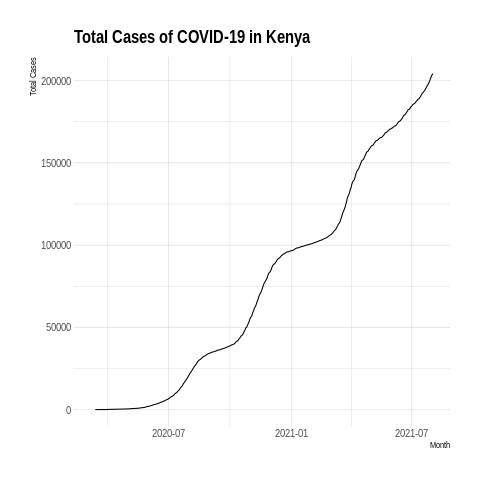 Total Cases of COVID-19 in Kenya
Total Cases
200000
150000
100000
50000
0
2020-07 2021-01 2021-07
Month